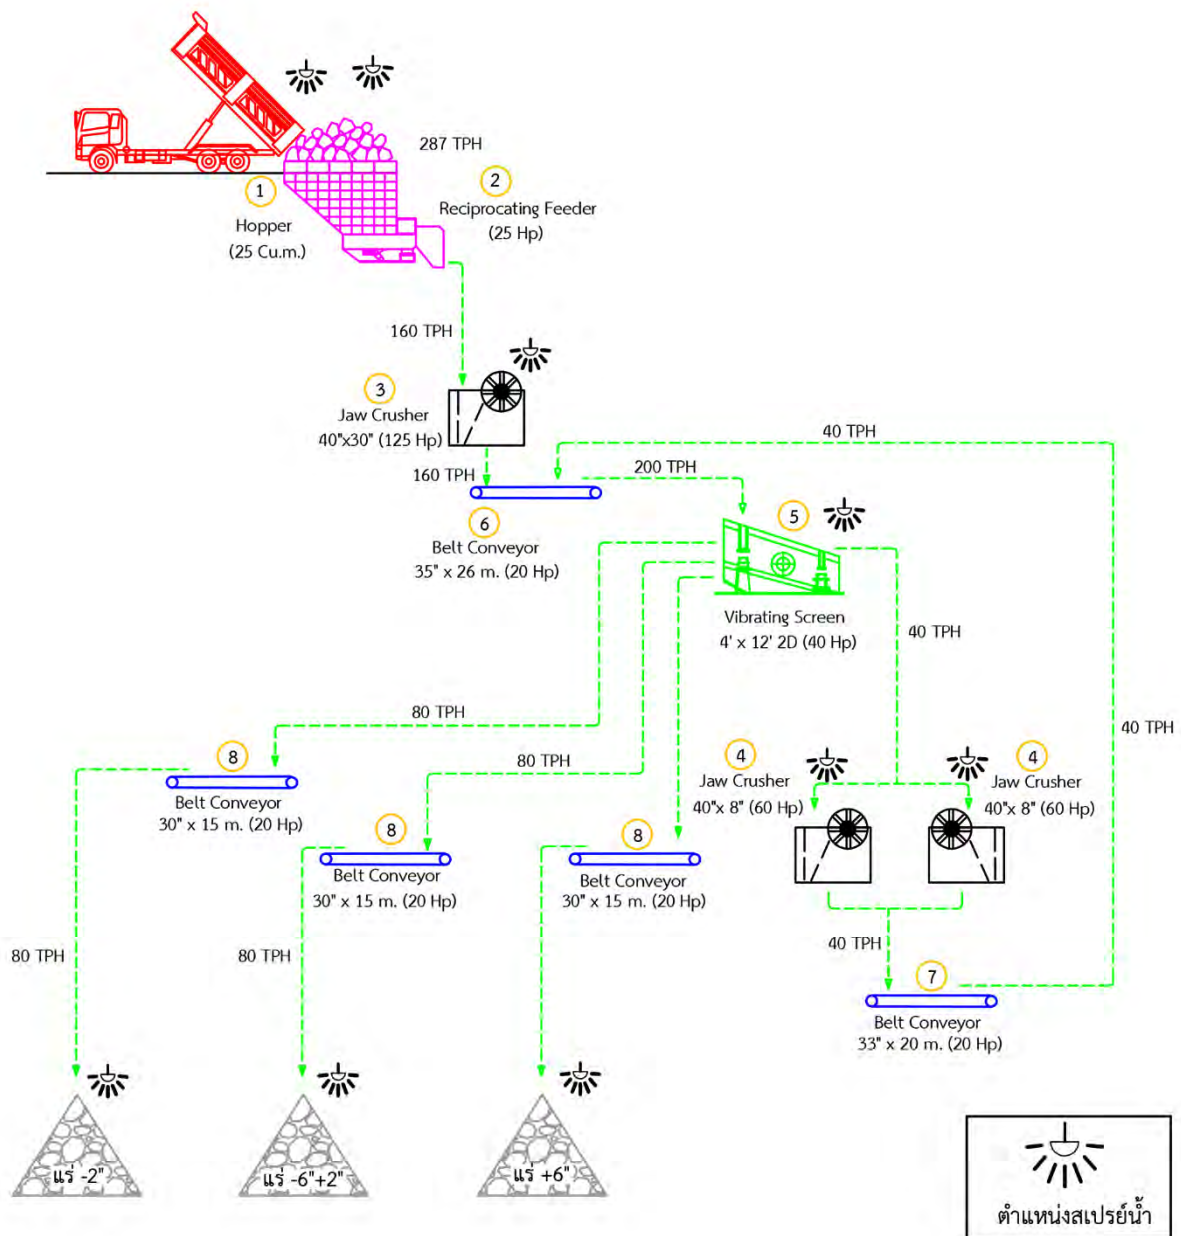 287 TPH
1
Hopper
(25 Cu.m.)
2
Reciprocating Feeder
(25 Hp)
160 TPH
3
Jaw Crusher
40"x30" (125 Hp)
160 TPH
200 TPH
40 TPH
6
Belt Conveyor
35" x 26 m. (20 Hp)
5
Vibrating Screen
4' x 12' 2D (40 Hp)
40 TPH
80 TPH
80 TPH
40 TPH
8
Belt Conveyor
30" x 15 m. (20 Hp)
8
Belt Conveyor
30" x 15 m. (20 Hp)
8
Belt Conveyor
30" x 15 m. (20 Hp)
4
Jaw Crusher
40"x 8" (60 Hp)
4
Jaw Crusher
40"x 8" (60 Hp)
80 TPH
80 TPH
40 TPH
7
Belt Conveyor
33" x 20 m. (20 Hp)
แร่ -2"
แร่ -6"+2"
แร่ +6"
ตำแหน่งสเปรย์น้ำ